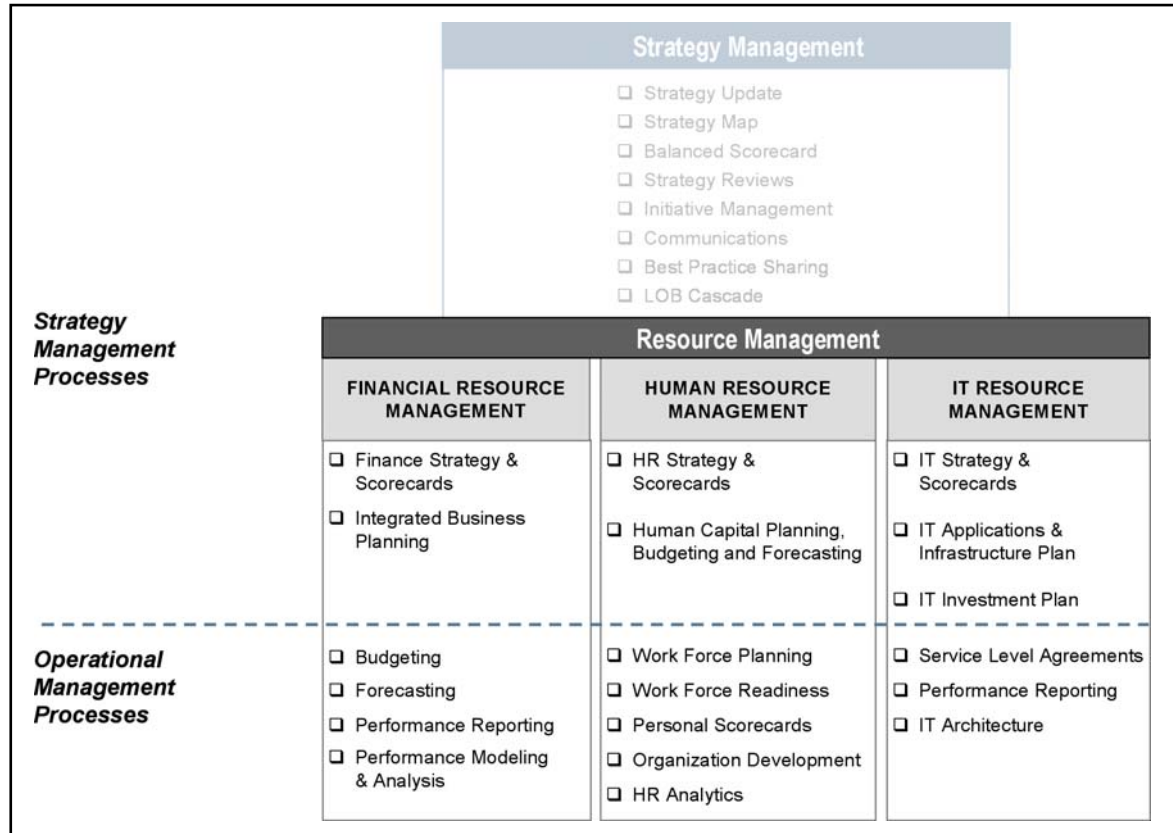 Strategy Management
❑ Strategy Update
❑ Strategy Map
❑ Balanced Scorecard
❑ Strategy Reviews
❑ Initiative Management
❑ Communications
❑ Best Practice Sharing
❑ LOB Cascade
Strategy
Management
Processes
Resource Management
FINANCIAL RESOURCE
MANAGEMENT
❑ Finance Strategy &
Scorecards
❑ Integrated Business
Planning
HUMAN RESOURCE
MANAGEMENT
❑ HR Strategy &
Scorecards
❑ Human Capital Planning,
Budgeting and Forecasting
IT RESOURCE
MANAGEMENT
❑ IT Strategy &
Scorecards
❑ IT Applications &
Infrastructure Plan
❑ IT Investment Plan
Operational
Management
Processes
❑ Budgeting
❑ Forecasting
❑ Performance Reporting
❑ Performance Modeling
& Analysis
❑ Work Force Planning
❑ Work Force Readiness
❑ Personal Scorecards
❑ Organization Development
❑ HR Analytics
❑ Service Level Agreements
❑ Performance Reporting
❑ IT Architecture